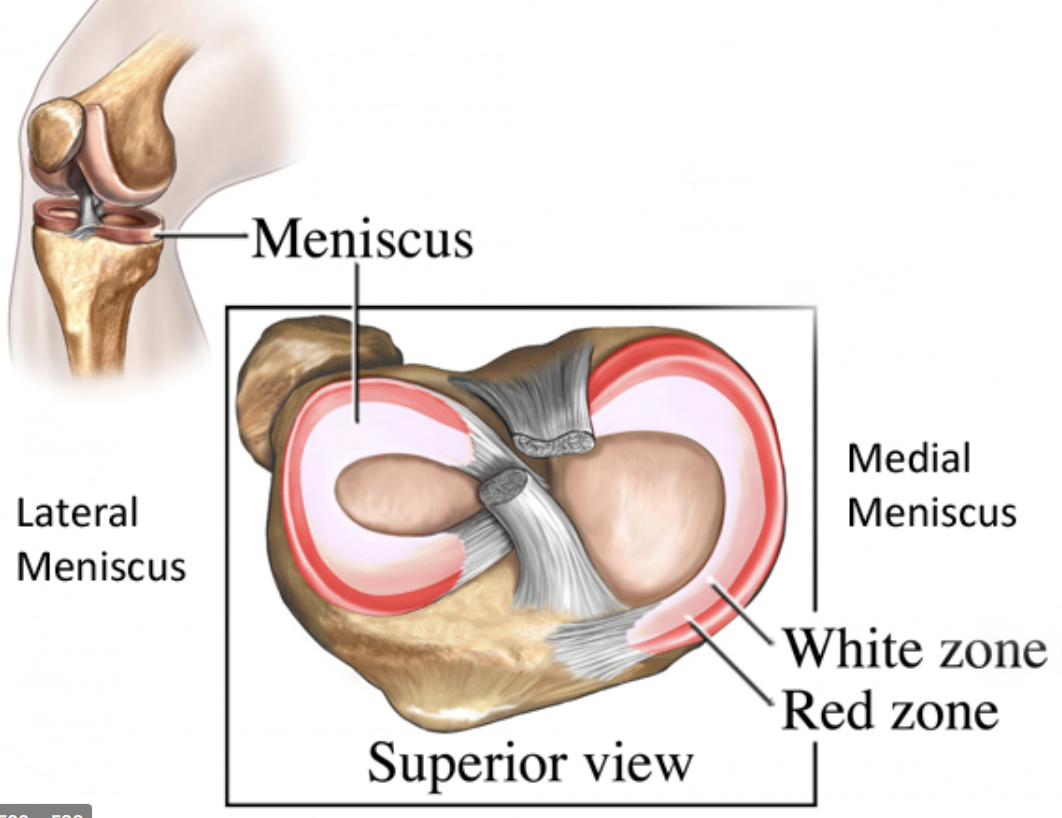 Meniscus
Lateral
Meniscus
Medial
Meniscus
White zone
Red zone
Superior view